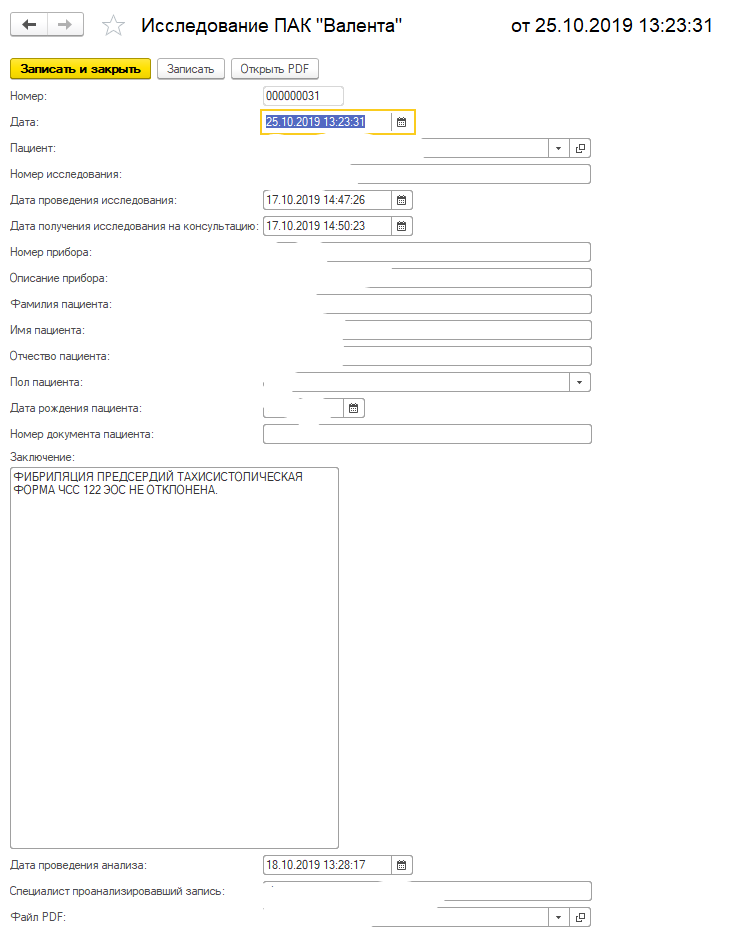 Исследование ПАК "Валента" от 25.10.2019 13:23:31
Записать и закрыть Записать Открыть PDF
Номер: 000000031
Дата: 25.10.2019 13:23:31
Пациент:
Номер исследования:
Дата проведения исследования: 17.10.2019 14:47:26
Дата получения исследования на консультацию: 17.10.2019 14:50:23
Номер прибора:
Описание прибора:
Фамилия пациента:
Имя пациента:
Отчество пациента:
Пол пациента:
Дата рождения пациента:
Номер документа пациента:
Заключение:
ФИБРИЛЯЦИЯ ПРЕДСЕРДИЙ ТАХИСИСТОЛИЧЕСКАЯ
ФОРМА ЧСС 122 ЭОС НЕ ОТКЛОНЕНА.
Дата проведения анализа: 18.10.2019 13:28:17
Специалист проанализировавший запись:
Файл PDF: